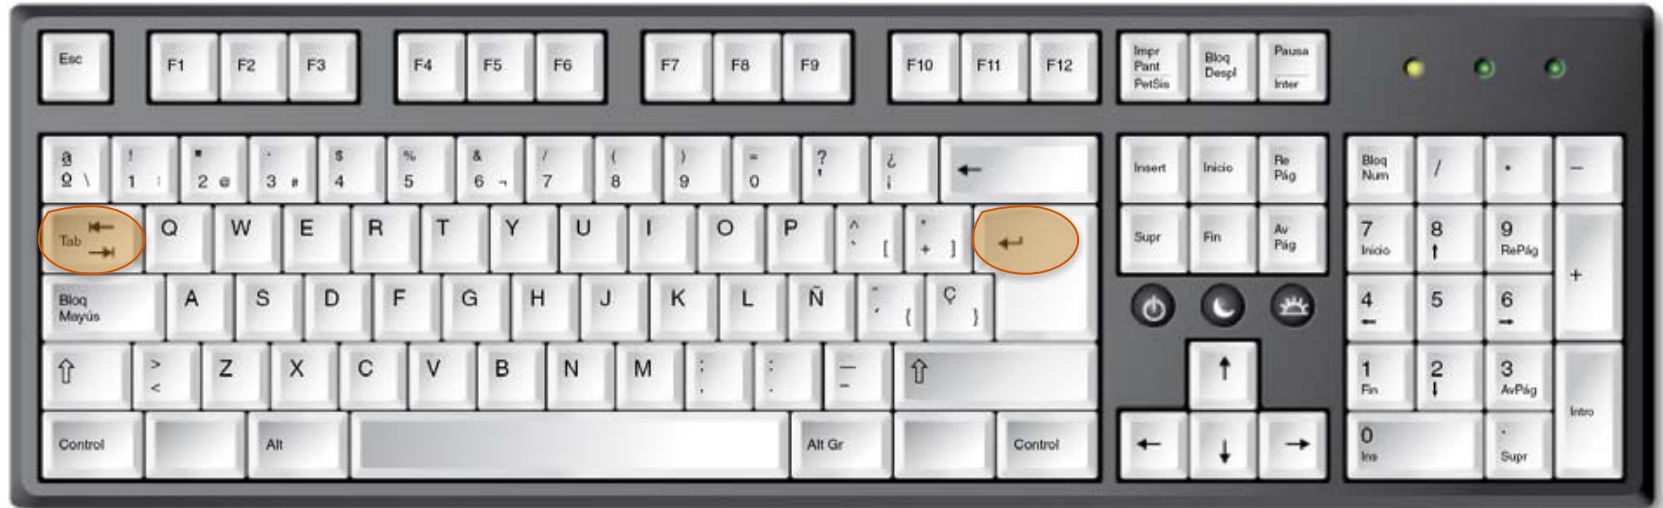 Esc F1 F2 F3 F4 F5 F6 F7 F8 F9 F10 F11 F12 Impr Pant PetSis Bloq Despl Pausa Inter
ª º \ ! 1 | " 2 @ · 3 # $ 4 % 5 & 6 ¬ / 7 ( 8 ) 9 = 0 ? ' ¿ ¡ ← Insert Inicio Re Pág Bloq Num / * −
Tab Q W E R T Y U I O P ^ ` [ * + ] ↵ Supr Fin Av Pág 7 Inicio 8 ↑ 9 RePág +
Bloq Mayús A S D F G H J K L Ñ ¨ ´ { Ç } 4 ← 5 6 →
⇧ > < Z X C V B N M ; , : . — - ⇧ ↑ 1 Fin 2 ↓ 3 AvPág Intro
Control Alt Alt Gr Control ← ↓ → 0 Ins . Supr